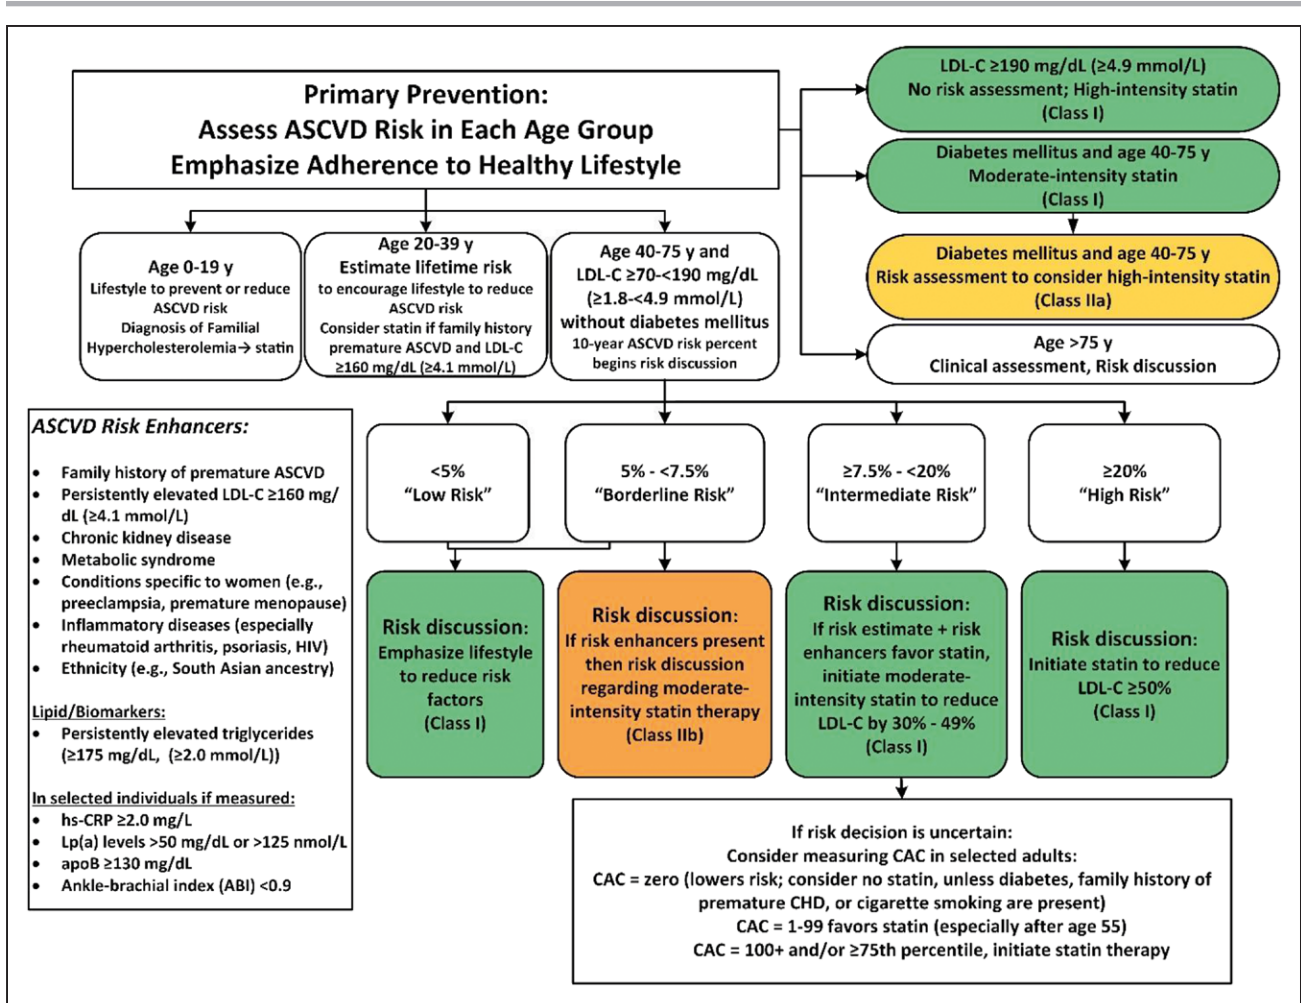 Primary Prevention:
Assess ASCVD Risk in Each Age Group
Emphasize Adherence to Healthy Lifestyle
LDL-C ≥190 mg/dL (≥4.9 mmol/L)
No risk assessment; High-intensity statin
(Class I)
Diabetes mellitus and age 40-75 y
Moderate-intensity statin
(Class I)
Diabetes mellitus and age 40-75 y
Risk assessment to consider high-intensity statin
(Class IIa)
Age >75 y
Clinical assessment, Risk discussion
Age 0-19 y
Lifestyle to prevent or reduce
ASCVD risk
Diagnosis of Familial
Hypercholesterolemia→ statin
Age 20-39 y
Estimate lifetime risk
to encourage lifestyle to reduce
ASCVD risk
Consider statin if family history
premature ASCVD and LDL-C
≥160 mg/dL (≥4.1 mmol/L)
Age 40-75 y and
LDL-C ≥70-<190 mg/dL
(≥1.8-<4.9 mmol/L)
without diabetes mellitus
10-year ASCVD risk percent
begins risk discussion
<5%
"Low Risk"
5% - <7.5%
"Borderline Risk"
≥7.5% - <20%
"Intermediate Risk"
≥20%
"High Risk"
Risk discussion:
Emphasize lifestyle
to reduce risk
factors
(Class I)
Risk discussion:
If risk enhancers present
then risk discussion
regarding moderate-
intensity statin therapy
(Class IIb)
Risk discussion:
If risk estimate + risk
enhancers favor statin,
initiate moderate-
intensity statin to reduce
LDL-C by 30% - 49%
(Class I)
Risk discussion:
Initiate statin to reduce
LDL-C ≥50%
(Class I)
If risk decision is uncertain:
Consider measuring CAC in selected adults:
CAC = zero (lowers risk; consider no statin, unless diabetes, family history of
premature CHD, or cigarette smoking are present)
CAC = 1-99 favors statin (especially after age 55)
CAC = 100+ and/or ≥75th percentile, initiate statin therapy
ASCVD Risk Enhancers:
• Family history of premature ASCVD
• Persistently elevated LDL-C ≥160 mg/
dL (≥4.1 mmol/L)
• Chronic kidney disease
• Metabolic syndrome
• Conditions specific to women (e.g.,
preeclampsia, premature menopause)
• Inflammatory diseases (especially
rheumatoid arthritis, psoriasis, HIV)
• Ethnicity (e.g., South Asian ancestry)
Lipid/Biomarkers:
• Persistently elevated triglycerides
(≥175 mg/dL, (≥2.0 mmol/L))
In selected individuals if measured:
• hs-CRP ≥2.0 mg/L
• Lp(a) levels >50 mg/dL or >125 nmol/L
• apoB ≥130 mg/dL
• Ankle-brachial index (ABI) <0.9